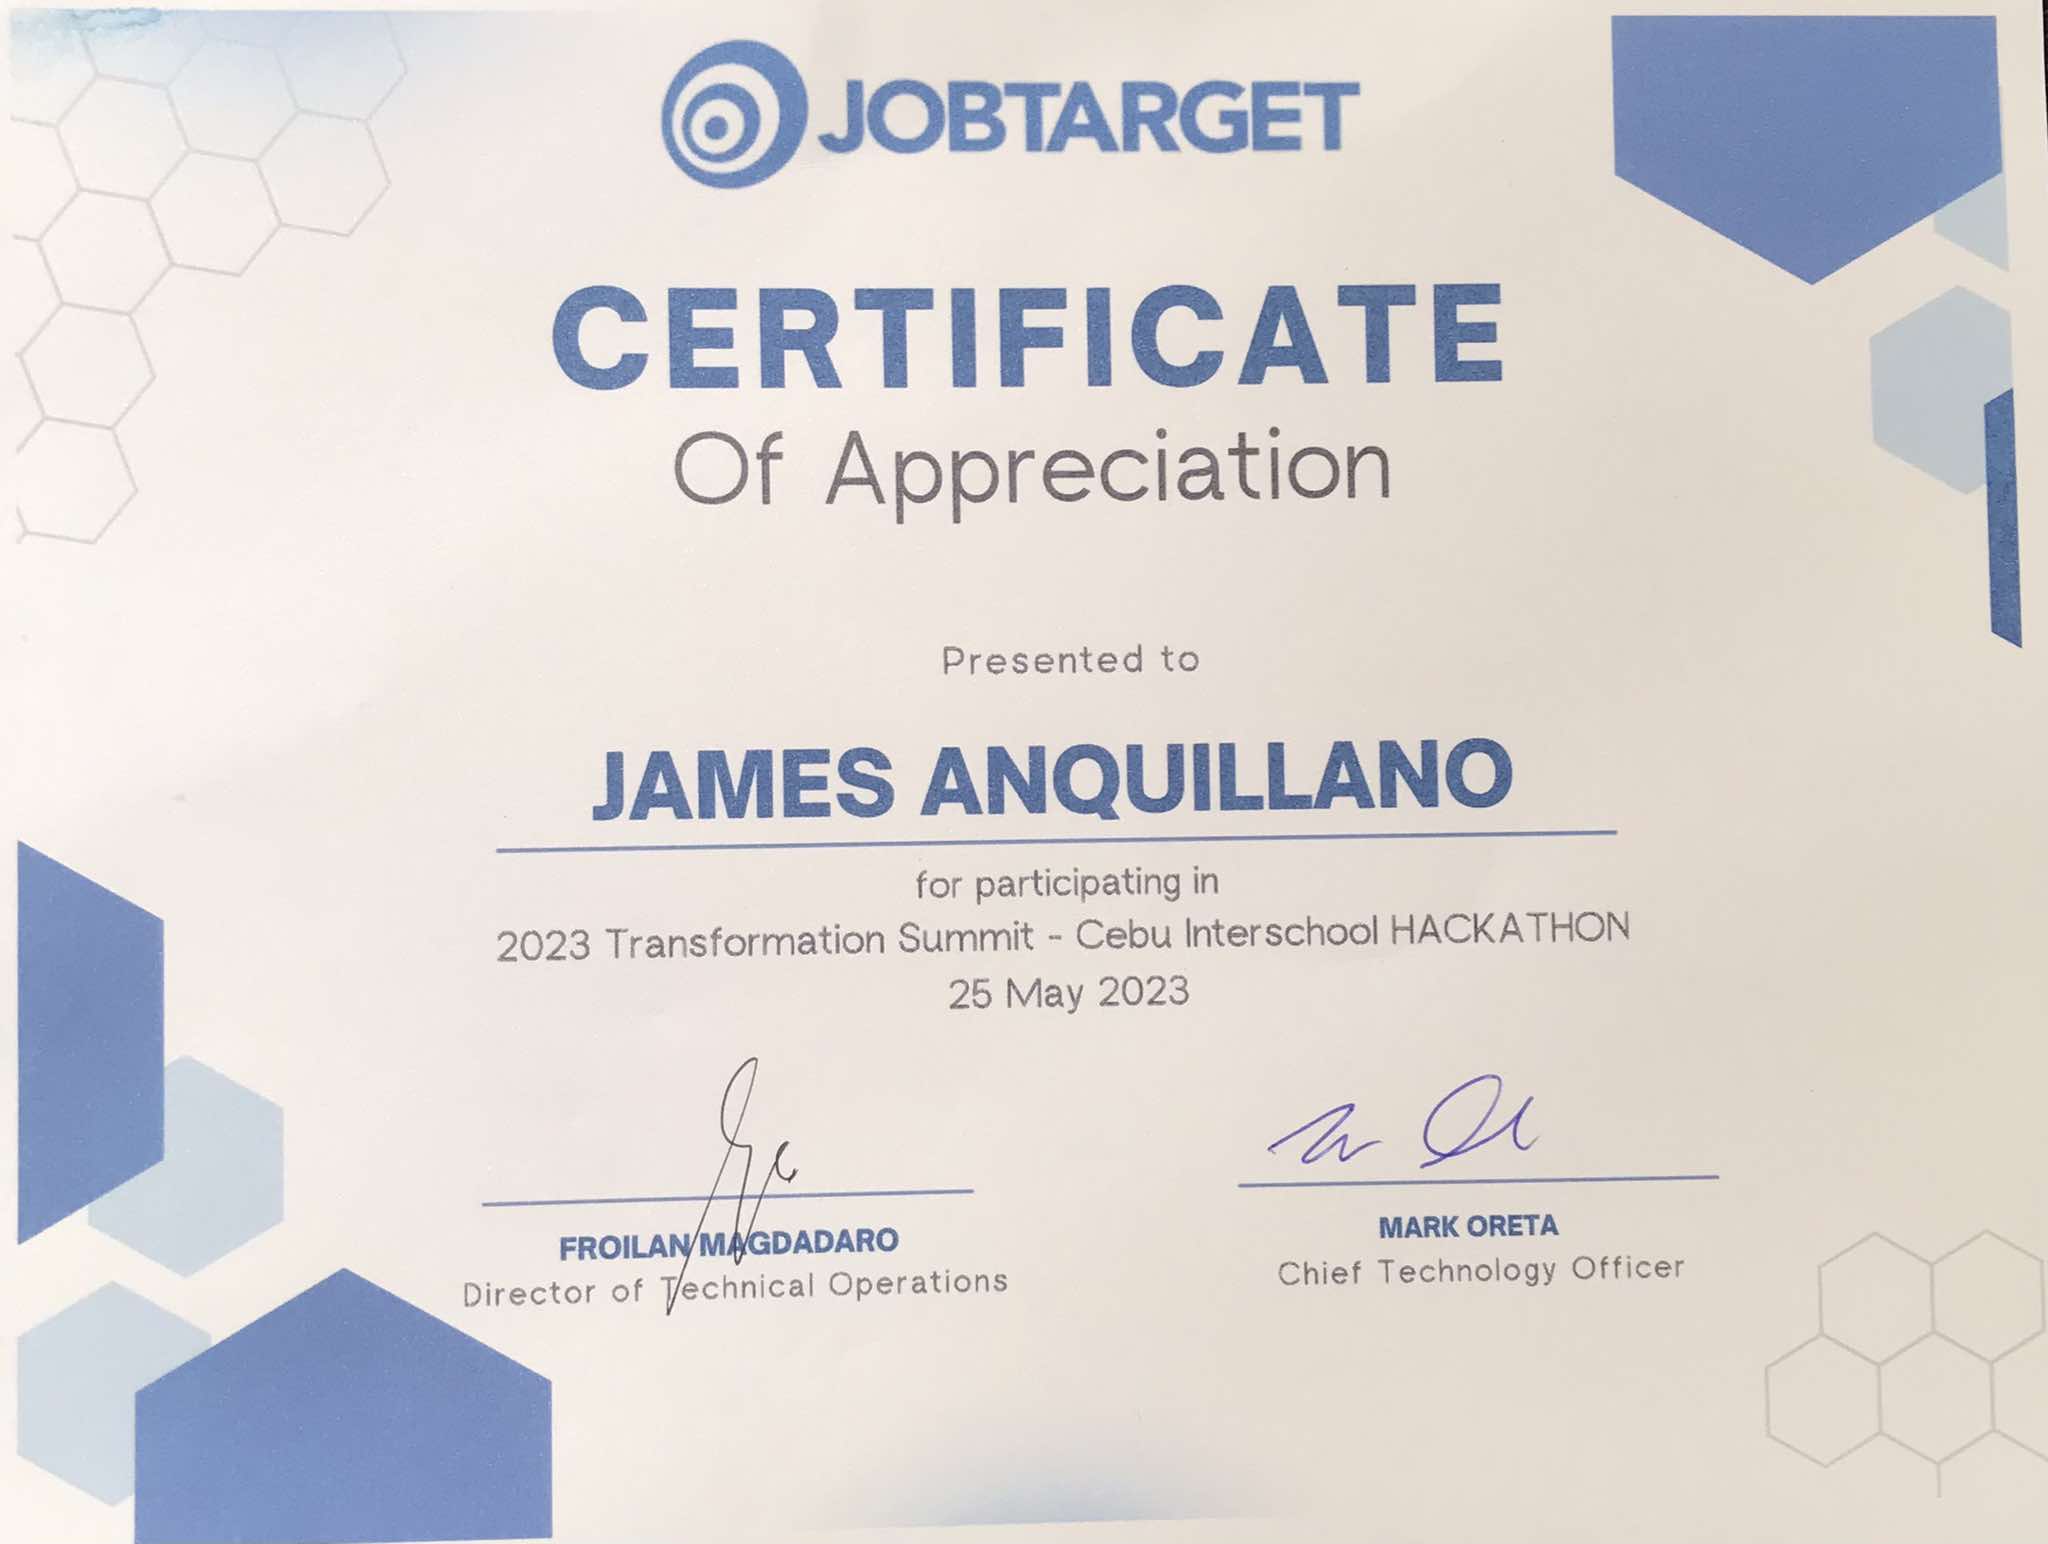 JOBTARGET
CERTIFICATE
Of Appreciation
Presented to
JAMES ANQUILLANO
for participating in
2023 Transformation Summit - Cebu Interschool HACKATHON
25 May 2023
FROILAN MAGDADARO
Director of Technical Operations
MARK ORETA
Chief Technology Officer